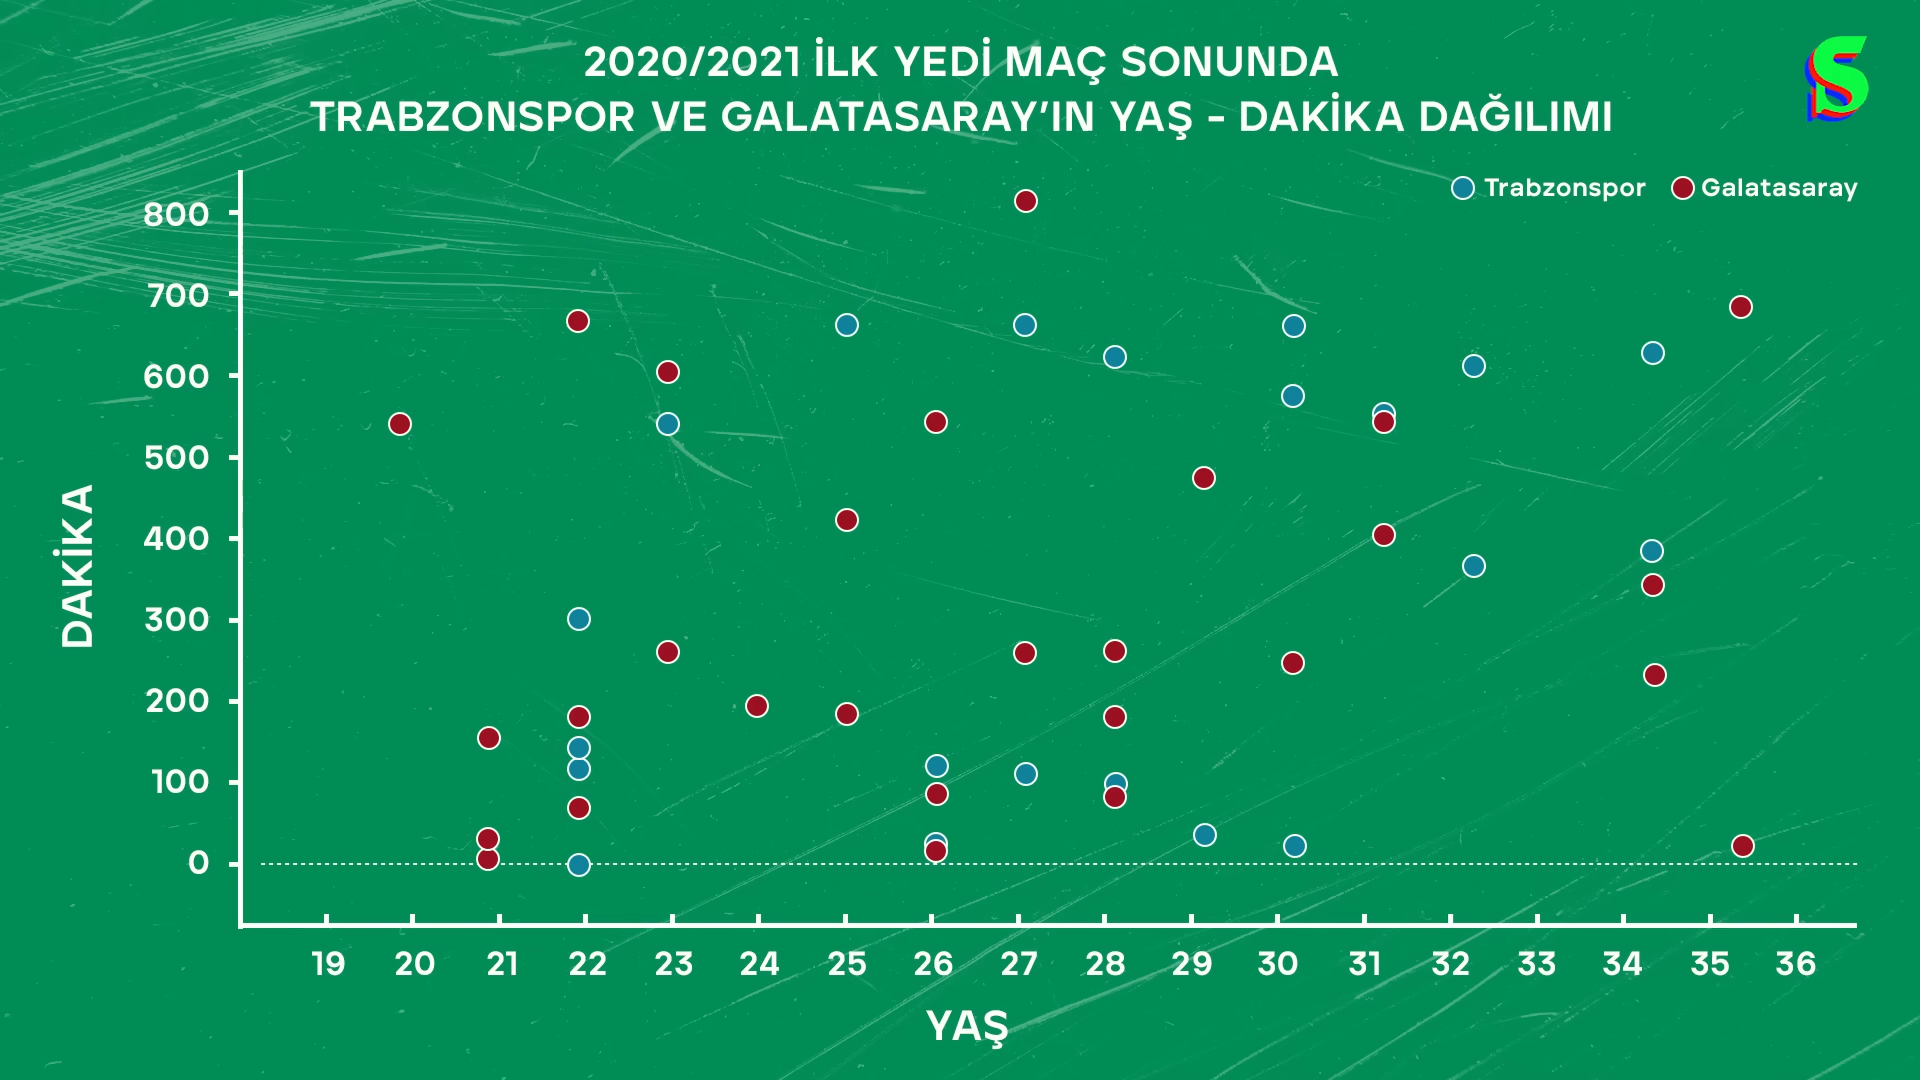 2020/2021 İLK YEDİ MAÇ SONUNDA
TRABZONSPOR VE GALATASARAY'IN YAŞ - DAKİKA DAĞILIMI
S
Trabzonspor Galatasaray
800
700
600
500
400
300
200
100
0
DAKİKA
19 20 21 22 23 24 25 26 27 28 29 30 31 32 33 34 35 36
YAŞ